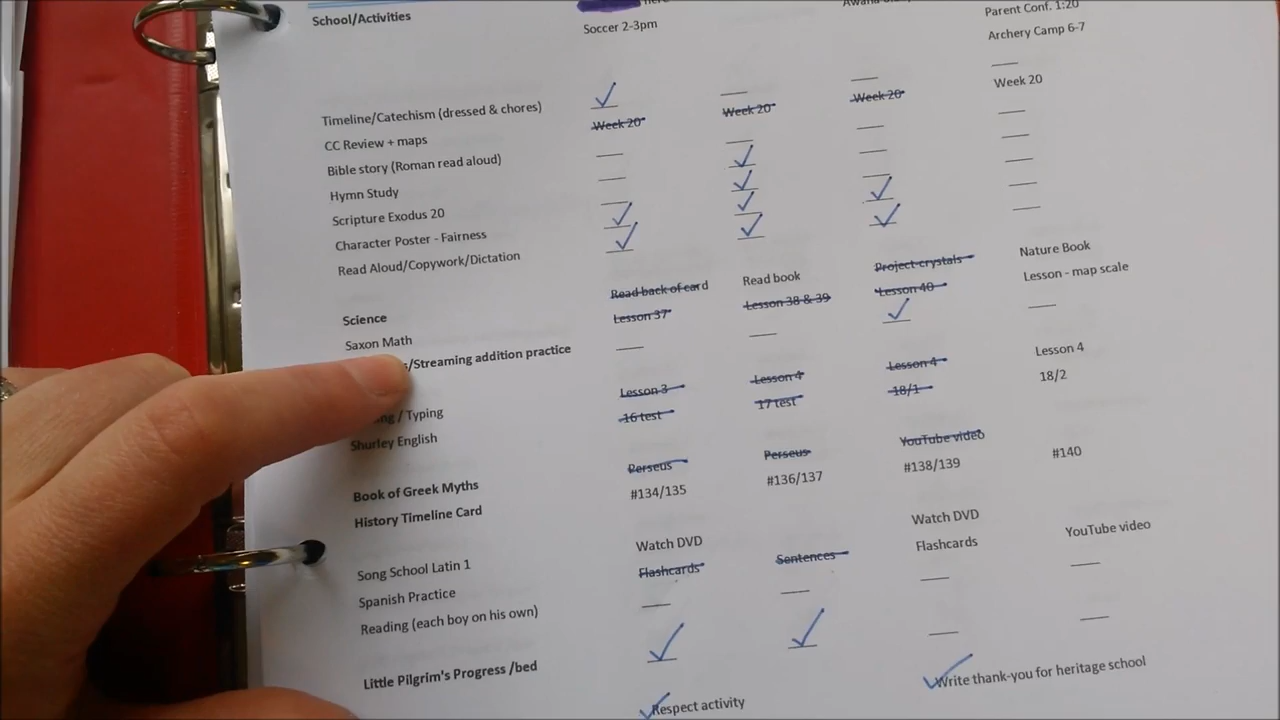 School/Activities
Soccer 2-3pm
Parent Conf. 1:20
Archery Camp 6-7
Timeline/Catechism (dressed & chores)
CC Review + maps Week 20 Week 20 Week 20 Week 20
Bible story (Roman read aloud)
Hymn Study
Scripture Exodus 20
Character Poster - Fairness
Read Aloud/Copywork/Dictation
Science Read back of card Read book Project crystals Nature Book
Saxon Math Lesson 37 Lesson 38 & 39 Lesson 40 Lesson - map scale
/Streaming addition practice
/ Typing Lesson 3 Lesson 4 Lesson 4 Lesson 4
Shurley English 16 test 17 test 18/1 18/2
Book of Greek Myths Perseus Perseus YouTube video
History Timeline Card #134/135 #136/137 #138/139 #140
Song School Latin 1 Watch DVD Watch DVD YouTube video
Spanish Practice Flashcards Sentences Flashcards
Reading (each boy on his own)
Little Pilgrim's Progress /bed
Respect activity Write thank-you for heritage school